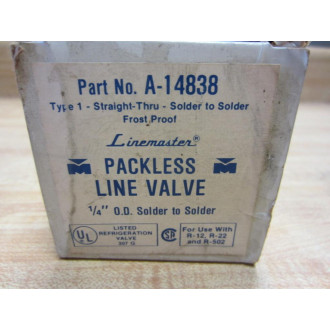 Part No. A-14838
Type 1 - Straight-Thru - Solder to Solder
Frost Proof
Linemaster®
PACKLESS
LINE VALVE
1/4" O.D. Solder to Solder
UL
LISTED
REFRIGERATION
VALVE
SA
For Use With
R-12, R-22
and R-502